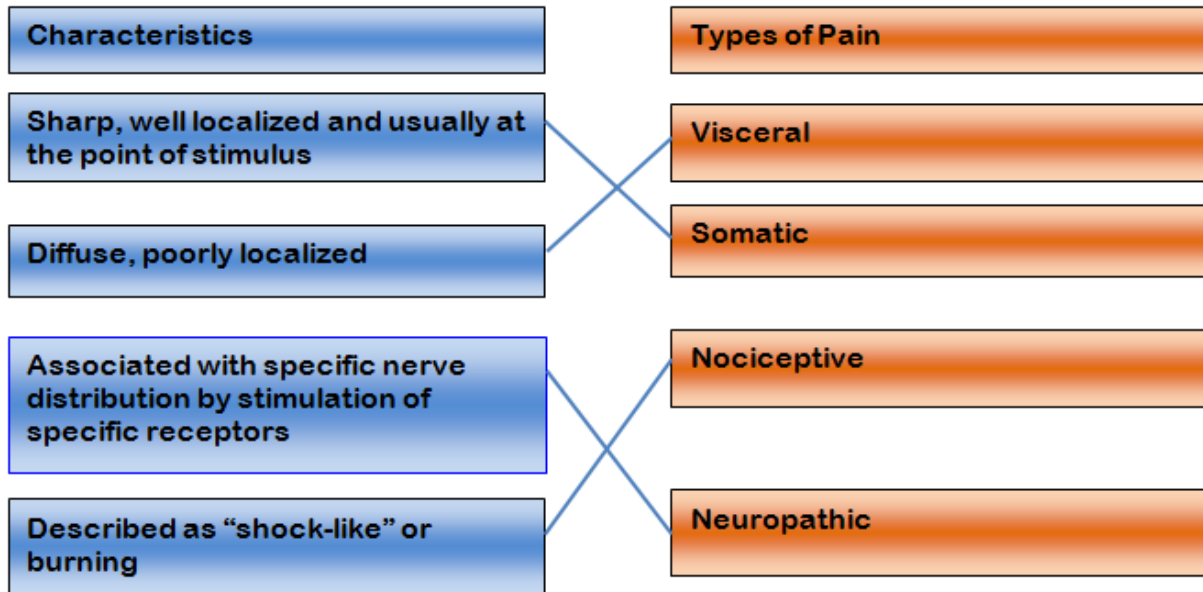 Characteristics
Types of Pain
Sharp, well localized and usually at
the point of stimulus
Visceral
Diffuse, poorly localized
Somatic
Associated with specific nerve
distribution by stimulation of
specific receptors
Nociceptive
Described as “shock-like” or
burning
Neuropathic